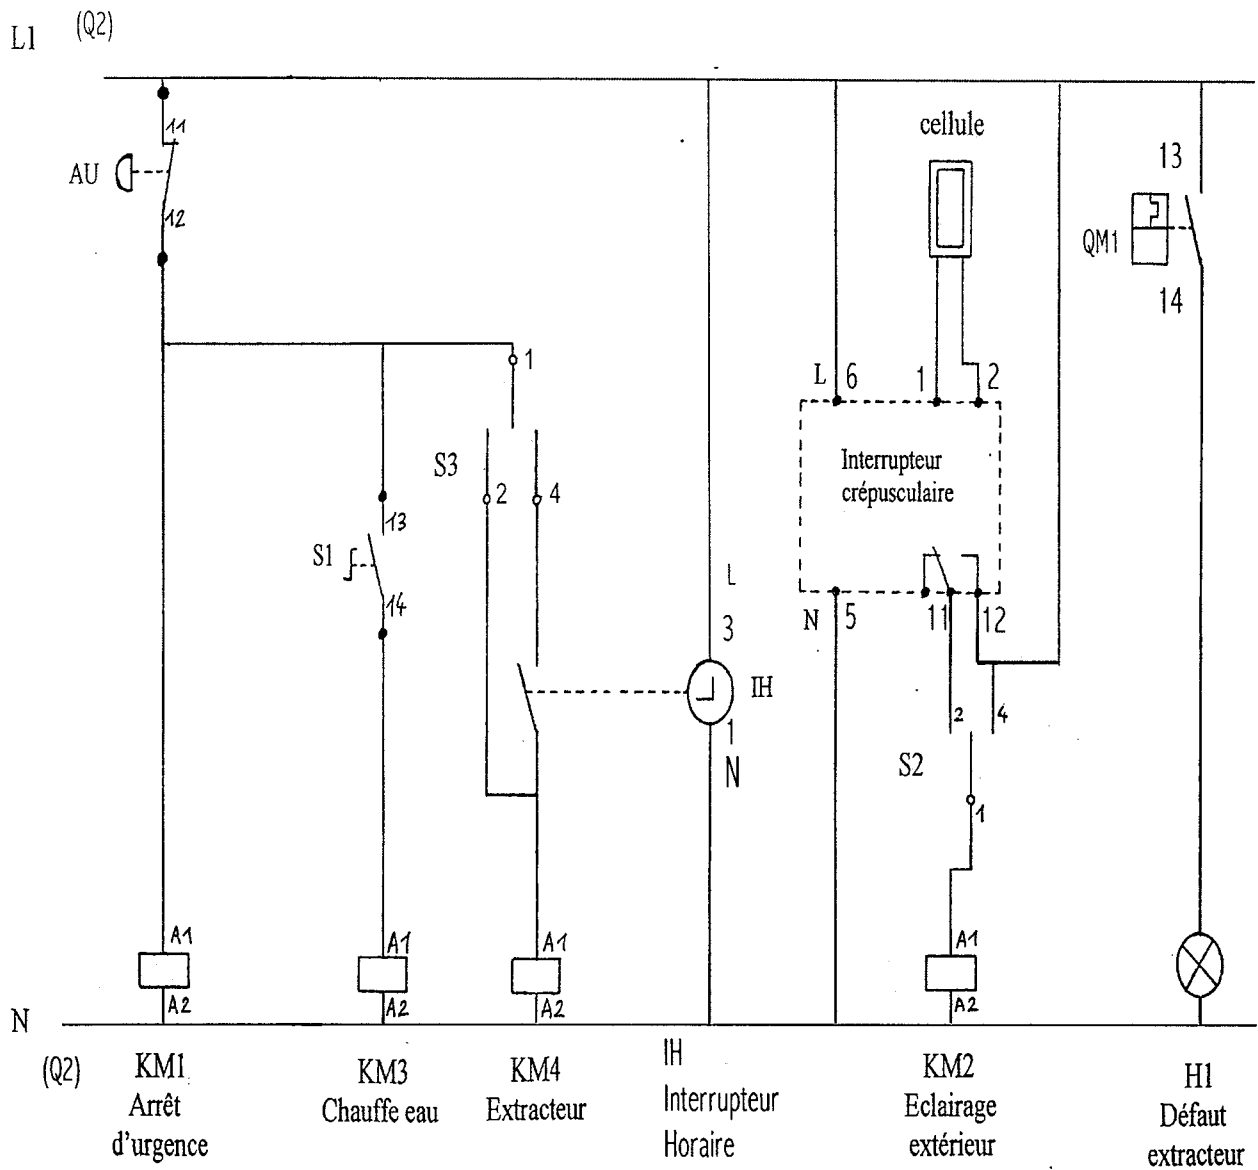 L1 (Q2)
11
AU
12
cellule
13
QM1
14
1
L 6
1
2
S3
2
4
Interrupteur
crépusculaire
13
S1
14
L
3
N 5
11
12
IH
1
N
2
4
S2
1
A1
A2
A1
A2
A1
A2
A1
A2
N
(Q2)
KM1
Arrêt
d'urgence
KM3
Chauffe eau
KM4
Extracteur
IH
Interrupteur
Horaire
KM2
Eclairage
extérieur
H1
Défaut
extracteur